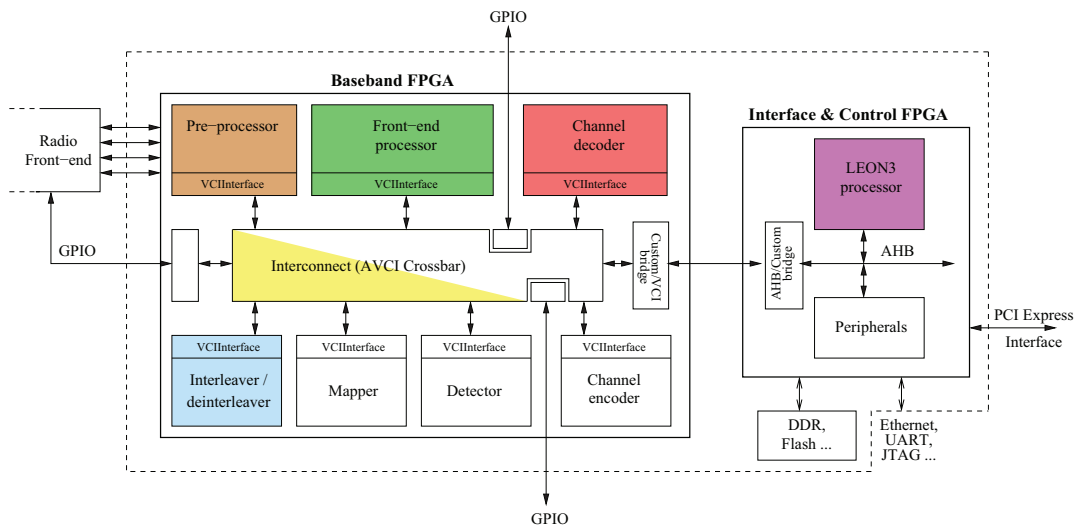 GPIO
Baseband FPGA
Interface & Control FPGA
Radio
Front−end
Pre−processor
VCIInterface
Front−end
processor
VCIInterface
Channel
decoder
VCIInterface
LEON3
processor
GPIO
Interconnect (AVCI Crossbar)
Custom/VCI
bridge
AHB/Custom
bridge
AHB
Peripherals
PCI Express
Interface
VCIInterface
Interleaver /
deinterleaver
VCIInterface
Mapper
VCIInterface
Detector
VCIInterface
Channel
encoder
DDR,
Flash ...
Ethernet,
UART,
JTAG ...
GPIO